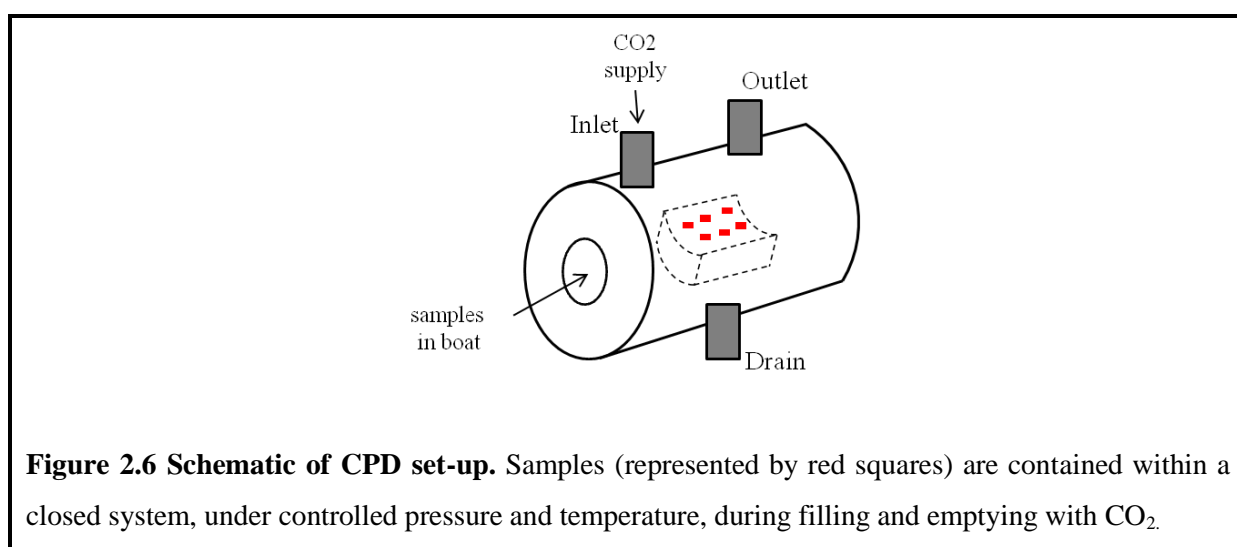 CO2
supply
Outlet
Inlet
samples
in boat
Drain
Figure 2.6 Schematic of CPD set-up. Samples (represented by red squares) are contained within a
closed system, under controlled pressure and temperature, during filling and emptying with CO₂.